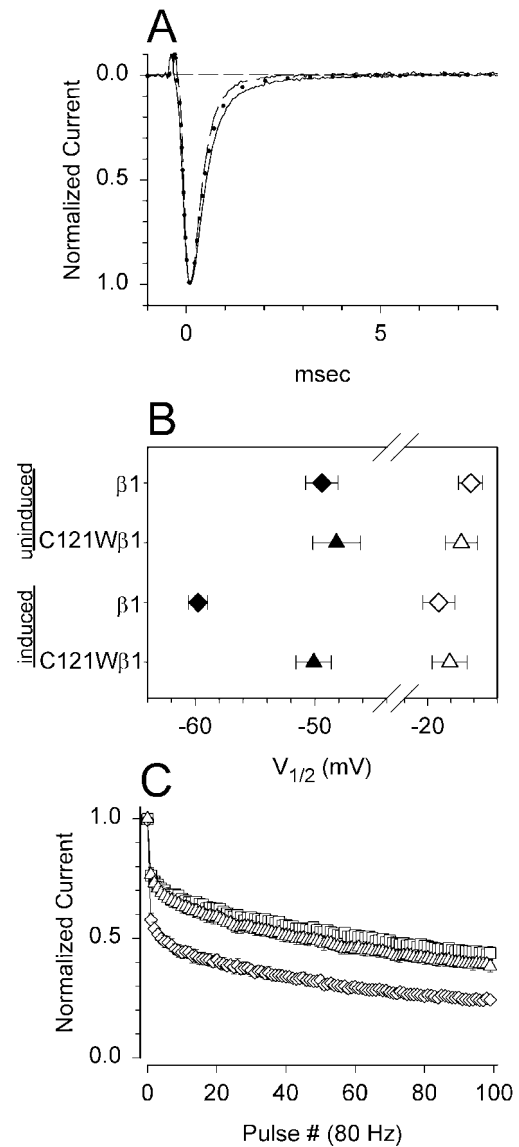 A
Normalized Current
0.0
0.5
1.0
0
5
msec
B
uninduced
β1
C121Wβ1
induced
β1
C121Wβ1
-60
-50
-20
V1/2 (mV)
C
Normalized Current
1.0
0.5
0.0
0
20
40
60
80
100
Pulse # (80 Hz)